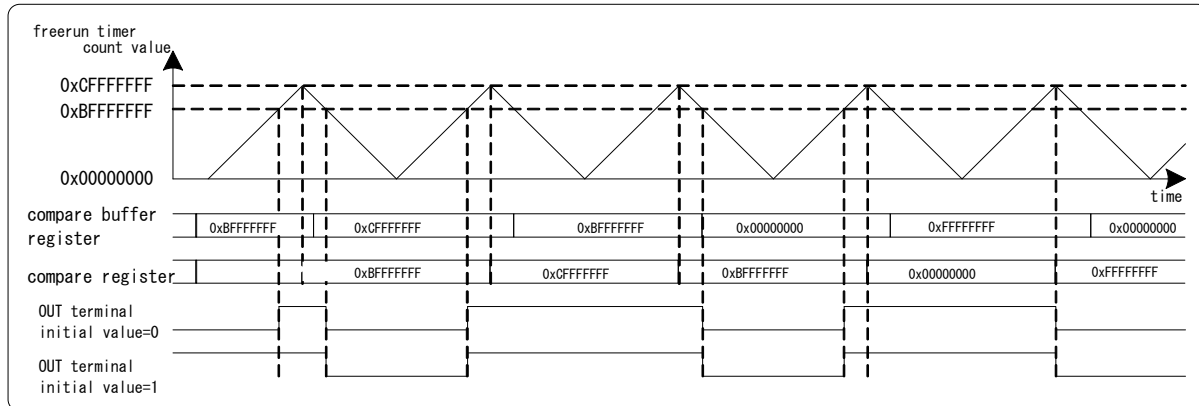 freerun timer
count value
0xCFFFFFFF
0xBFFFFFFF
0x00000000
time
compare buffer
register
0xBFFFFFFF 0xCFFFFFFF 0xBFFFFFFF 0x00000000 0xFFFFFFFF 0x00000000
compare register
0xBFFFFFFF 0xCFFFFFFF 0xBFFFFFFF 0x00000000 0xFFFFFFFF
OUT terminal
initial value=0
OUT terminal
initial value=1